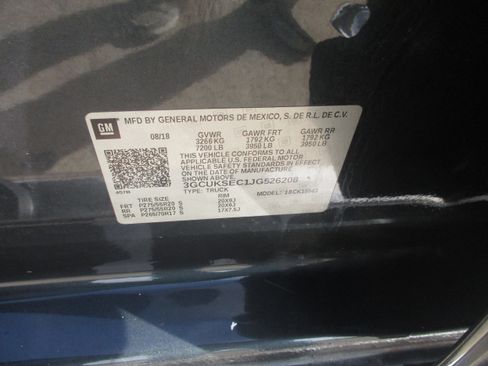 MFD BY GENERAL MOTORS DE MEXICO, S. DE R.L. DE C.V.
GM 08/18 GVWR GAWR FRT GAWR RR
3266 KG 1792 KG 1792 KG
7200 LB 3950 LB 3950 LB
THIS VEHICLE CONFORMS TO ALL
APPLICABLE U.S. FEDERAL MOTOR
VEHICLE SAFETY STANDARDS IN EFFECT
ON THE DATE OF MANUFACTURE
SHOWN ABOVE.
3GCUKSEC1JG526208
TYPE: TRUCK
TIRE SIZE RIM
FRT P275/55R20 S 20X9J
RR P275/55R20 S 20X9J
SPA P265/70R17 S 17X7.5J